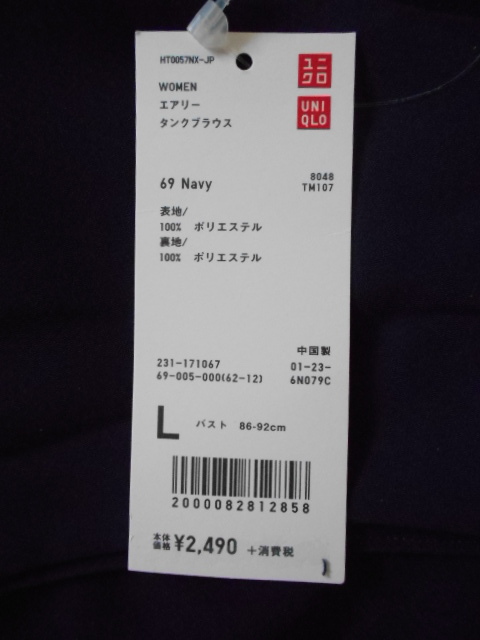 HT0057NX-JP
ユニ
クロ
WOMEN
エアリー
タンクブラウス
UNI
QLO
69 Navy
8048
TM107
表地/
100% ポリエステル
裏地/
100% ポリエステル
中国製
231-171067
01-23-
69-005-000(62-12)
6N079C
L バスト 86-92cm
2000082812858
本体
価格 ¥2,490 +消費税